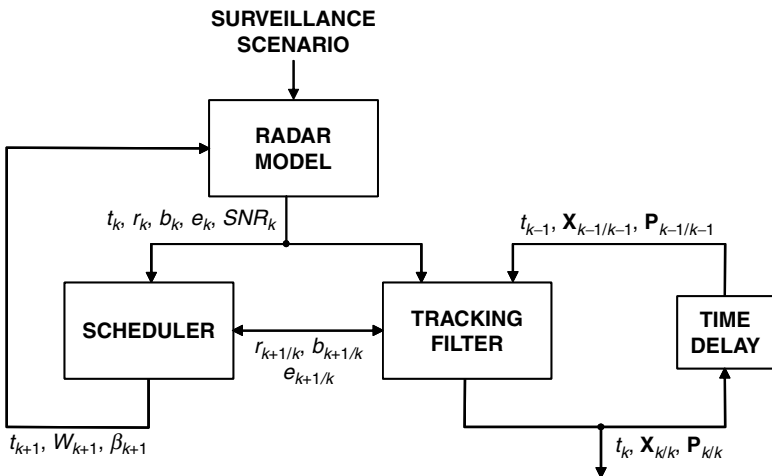 SURVEILLANCE
SCENARIO
RADAR
MODEL
t_k, r_k, b_k, e_k, SNR_k
t_{k–1}, X_{k–1/k–1}, P_{k–1/k–1}
SCHEDULER
r_{k+1/k}, b_{k+1/k}
e_{k+1/k}
TRACKING
FILTER
TIME
DELAY
t_{k+1}, W_{k+1}, β_{k+1}
t_k, X_{k/k}, P_{k/k}